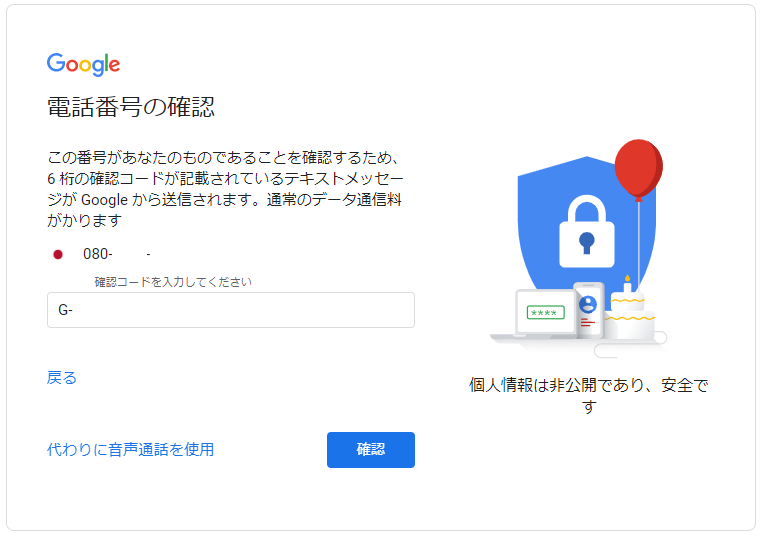 Google
電話番号の確認
この番号があなたのものであることを確認するため、
6 桁の確認コードが記載されているテキストメッセー
ジが Google から送信されます。通常のデータ通信料
がかります
080-     -
確認コードを入力してください
G-
戻る
代わりに音声通話を使用
確認
****
個人情報は非公開であり、安全で
す